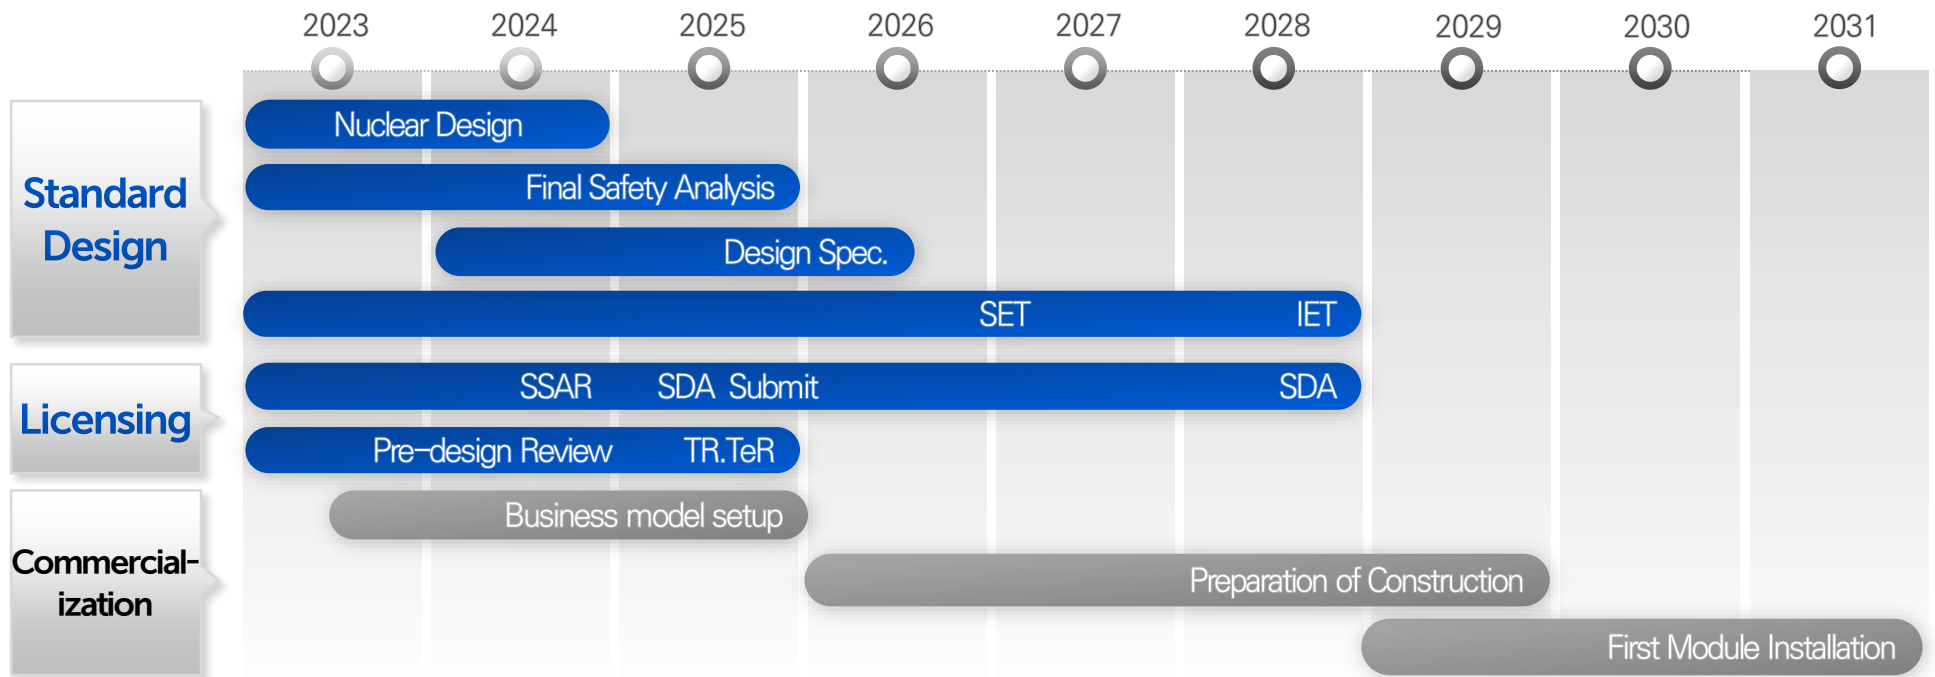 2023 2024 2025 2026 2027 2028 2029 2030 2031
Standard
Design
Nuclear Design
Final Safety Analysis
Design Spec.
SET IET
Licensing
SSAR SDA Submit SDA
Pre-design Review TR.TeR
Commercial-
ization
Business model setup
Preparation of Construction
First Module Installation